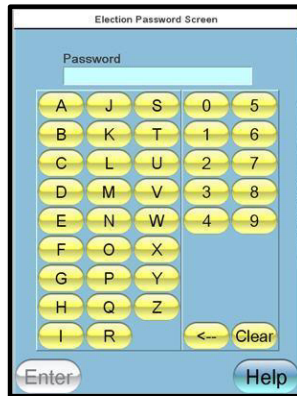 Election Password Screen
Password
A J S 0 5
B K T 1 6
C L U 2 7
D M V 3 8
E N W 4 9
F O X
G P Y
H Q Z
I R <-- Clear
Enter Help